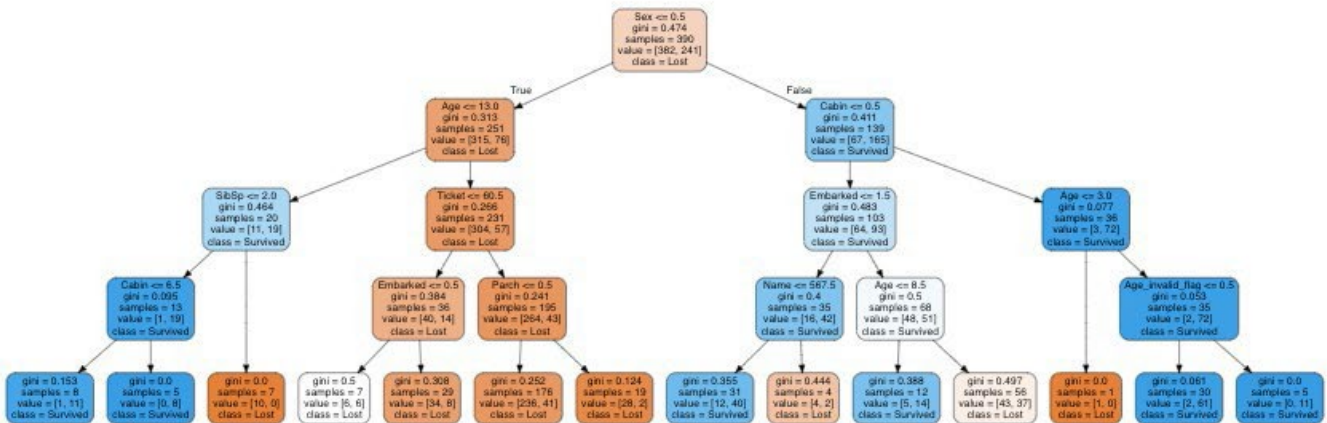 Sex <= 0.5
gini = 0.474
samples = 390
value = [382, 241]
class = Lost
True
False
Age <= 13.0
gini = 0.313
samples = 251
value = [315, 76]
class = Lost
Cabin <= 0.5
gini = 0.411
samples = 139
value = [67, 165]
class = Survived
SibSp <= 2.0
gini = 0.464
samples = 20
value = [11, 19]
class = Survived
Ticket <= 60.5
gini = 0.266
samples = 231
value = [304, 57]
class = Lost
Embarked <= 1.5
gini = 0.483
samples = 103
value = [64, 93]
class = Survived
Age <= 3.0
gini = 0.077
samples = 36
value = [3, 72]
class = Survived
Cabin <= 6.5
gini = 0.095
samples = 13
value = [1, 19]
class = Survived
Embarked <= 0.5
gini = 0.384
samples = 36
value = [40, 14]
class = Lost
Parch <= 0.5
gini = 0.241
samples = 195
value = [264, 43]
class = Lost
Name <= 567.5
gini = 0.4
samples = 35
value = [16, 42]
class = Survived
Age <= 8.5
gini = 0.5
samples = 68
value = [48, 51]
class = Survived
Age_invalid_flag <= 0.5
gini = 0.053
samples = 35
value = [2, 72]
class = Survived
gini = 0.153
samples = 8
value = [1, 11]
class = Survived
gini = 0.0
samples = 5
value = [0, 8]
class = Survived
gini = 0.0
samples = 7
value = [10, 0]
class = Lost
gini = 0.5
samples = 7
value = [6, 6]
class = Lost
gini = 0.308
samples = 29
value = [34, 8]
class = Lost
gini = 0.252
samples = 176
value = [236, 41]
class = Lost
gini = 0.124
samples = 19
value = [28, 2]
class = Lost
gini = 0.355
samples = 31
value = [12, 40]
class = Survived
gini = 0.444
samples = 4
value = [4, 2]
class = Lost
gini = 0.388
samples = 12
value = [5, 14]
class = Survived
gini = 0.497
samples = 56
value = [43, 37]
class = Lost
gini = 0.0
samples = 1
value = [1, 0]
class = Lost
gini = 0.061
samples = 30
value = [2, 61]
class = Survived
gini = 0.0
samples = 5
value = [0, 11]
class = Survived